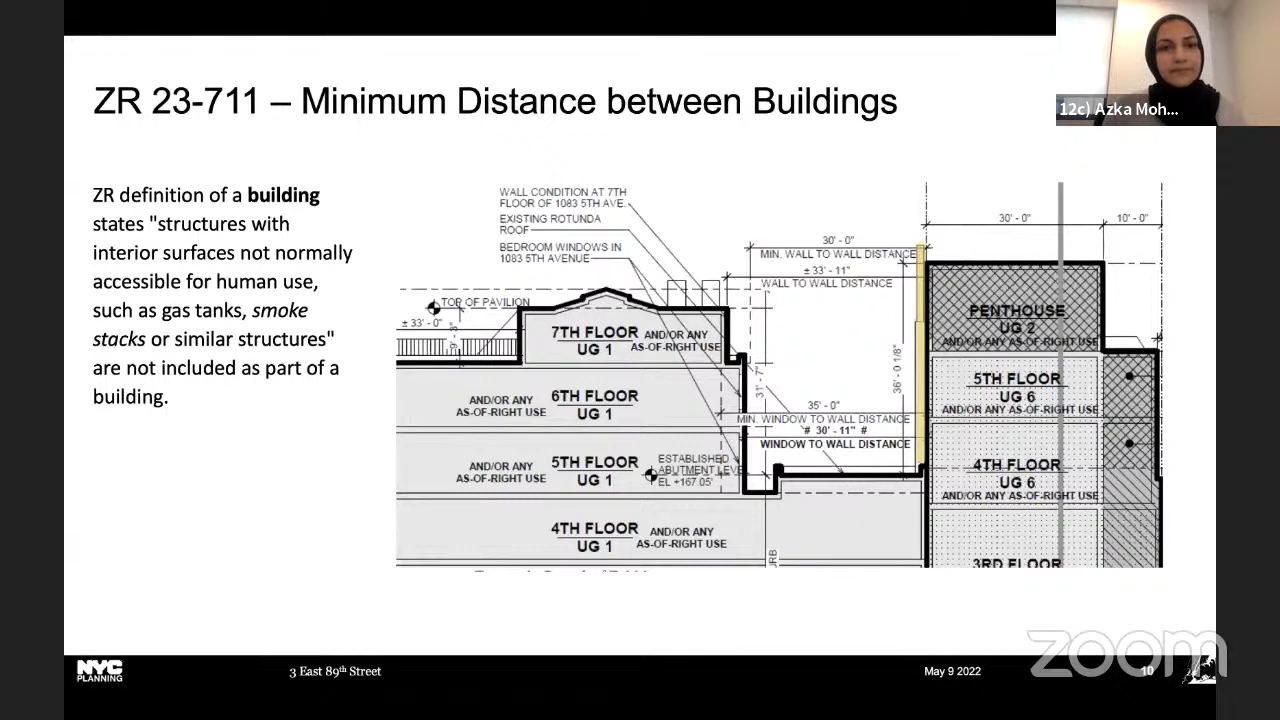 ZR 23-711 – Minimum Distance between Buildings
12c) Azka Moh...
ZR definition of a building
states "structures with
interior surfaces not normally
accessible for human use,
such as gas tanks, smoke
stacks or similar structures"
are not included as part of a
building.
WALL CONDITION AT 7TH
FLOOR OF 1083 5TH AVE.
EXISTING ROTUNDA
ROOF
BEDROOM WINDOWS IN
1083 5TH AVENUE
30' - 0"
MIN. WALL TO WALL DISTANCE
± 33' - 11"
WALL TO WALL DISTANCE
30' - 0"
10' - 0"
TOP OF PAVILION
± 33' - 0"
9' - 3"
7TH FLOOR
UG 1
AND/OR ANY
AS-OF-RIGHT USE
PENTHOUSE
UG 2
AND/OR ANY AS-OF-RIGHT USE
31' - 7"
36' - 0 1/8"
6TH FLOOR
UG 1
AND/OR ANY
AS-OF-RIGHT USE
5TH FLOOR
UG 6
AND/OR ANY AS-OF-RIGHT USE
35' - 0"
MIN. WINDOW TO WALL DISTANCE
# 30' - 11" #
WINDOW TO WALL DISTANCE
5TH FLOOR
UG 1
AND/OR ANY
AS-OF-RIGHT USE
ESTABLISHED
ABUTMENT LEVE
EL +167.05'
4TH FLOOR
UG 6
AND/OR ANY AS-OF-RIGHT USE
4TH FLOOR
UG 1
AND/OR ANY
AS-OF-RIGHT USE
3RD FLOOR
NYC
PLANNING
3 East 89th Street
May 9 2022
10
zoom